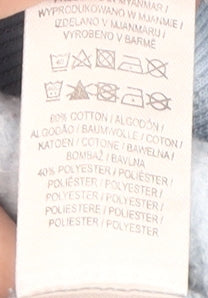 MYANMAR /
WYPRODUKOWANO W MJANMIE /
IZDELANO V MJANMARU /
VYROBENO V BARMĚ
60% COTTON / ALGODÓN /
ALGODÃO / BAUMWOLLE / COTON /
KATOEN / COTONE / BAWEŁNA /
BOMBAŽ / BAVLNA
40% POLYESTER / POLIÉSTER /
POLIÉSTER / POLYESTER /
POLYESTER / POLYESTER /
POLIESTERE / POLIESTER /
POLIESTER / POLYESTER